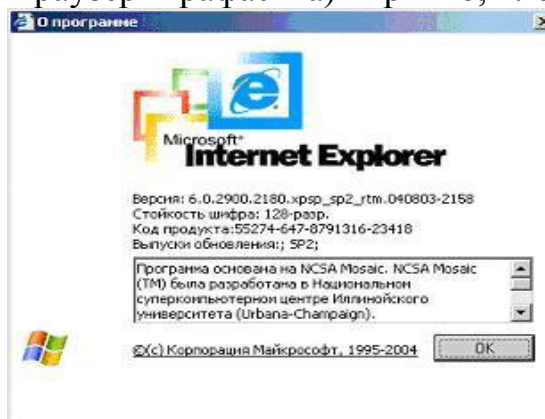 О программе
Microsoft
Internet Explorer
Версия: 6.0.2900.2180.xpsp_sp2_rtm.040803-2158
Стойкость шифра: 128-разр.
Код продукта:55274-647-8791316-23418
Выпуски обновления:; SP2;
Программа основана на NCSA Mosaic. NCSA Mosaic
(TM) была разработана в Национальном
суперкомпьютерном центре Иллинойского
университета (Urbana-Champaign).
©(c) Корпорация Майкрософт, 1995-2004
OK